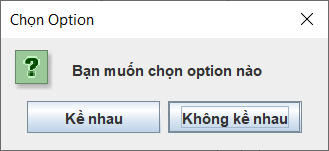 Chọn Option
Bạn muốn chọn option nào
Kề nhau
Không kề nhau